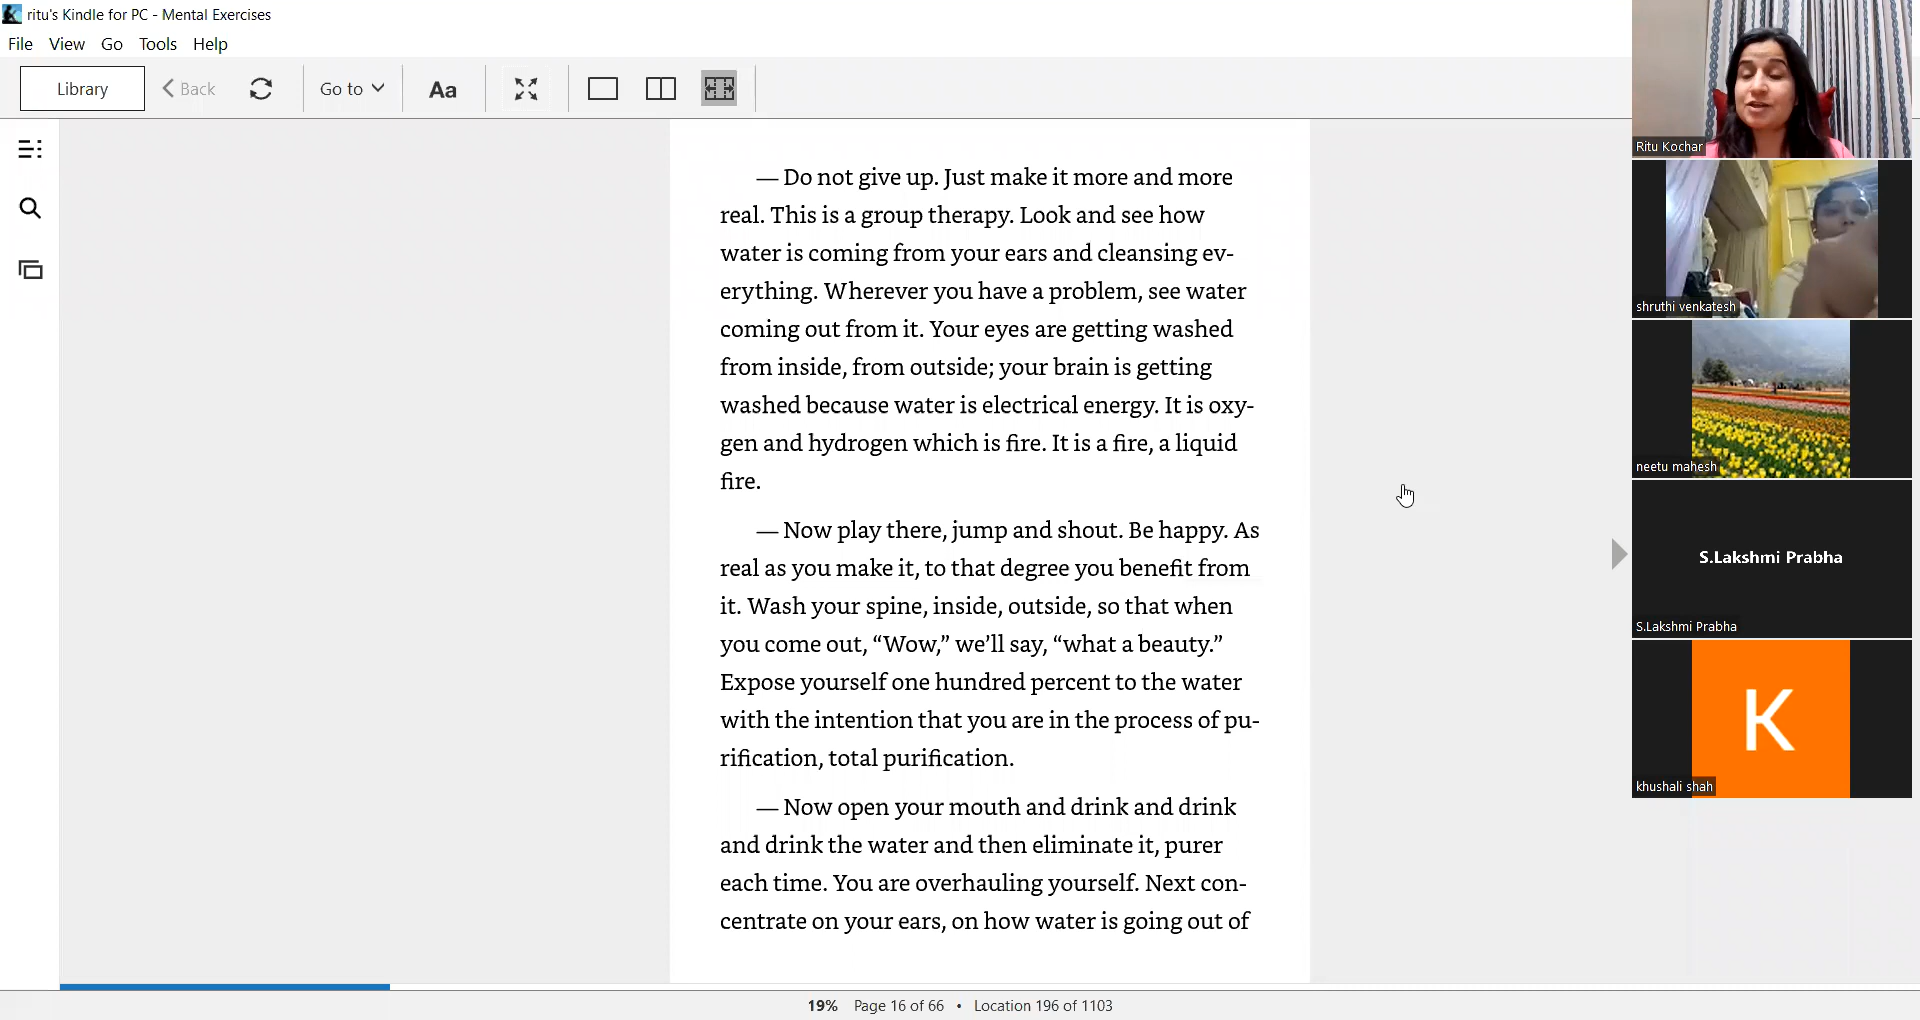 ritu's Kindle for PC - Mental Exercises
File View Go Tools Help
Library Back Go to Aa
— Do not give up. Just make it more and more
real. This is a group therapy. Look and see how
water is coming from your ears and cleansing ev-
erything. Wherever you have a problem, see water
coming out from it. Your eyes are getting washed
from inside, from outside; your brain is getting
washed because water is electrical energy. It is oxy-
gen and hydrogen which is fire. It is a fire, a liquid
fire.
— Now play there, jump and shout. Be happy. As
real as you make it, to that degree you benefit from
it. Wash your spine, inside, outside, so that when
you come out, “Wow,” we’ll say, “what a beauty.”
Expose yourself one hundred percent to the water
with the intention that you are in the process of pu-
rification, total purification.
— Now open your mouth and drink and drink
and drink the water and then eliminate it, purer
each time. You are overhauling yourself. Next con-
centrate on your ears, on how water is going out of
19% Page 16 of 66 • Location 196 of 1103
Ritu Kochar
shruthi venkatesh
neetu mahesh
S.Lakshmi Prabha
S.Lakshmi Prabha
K
khushali shah